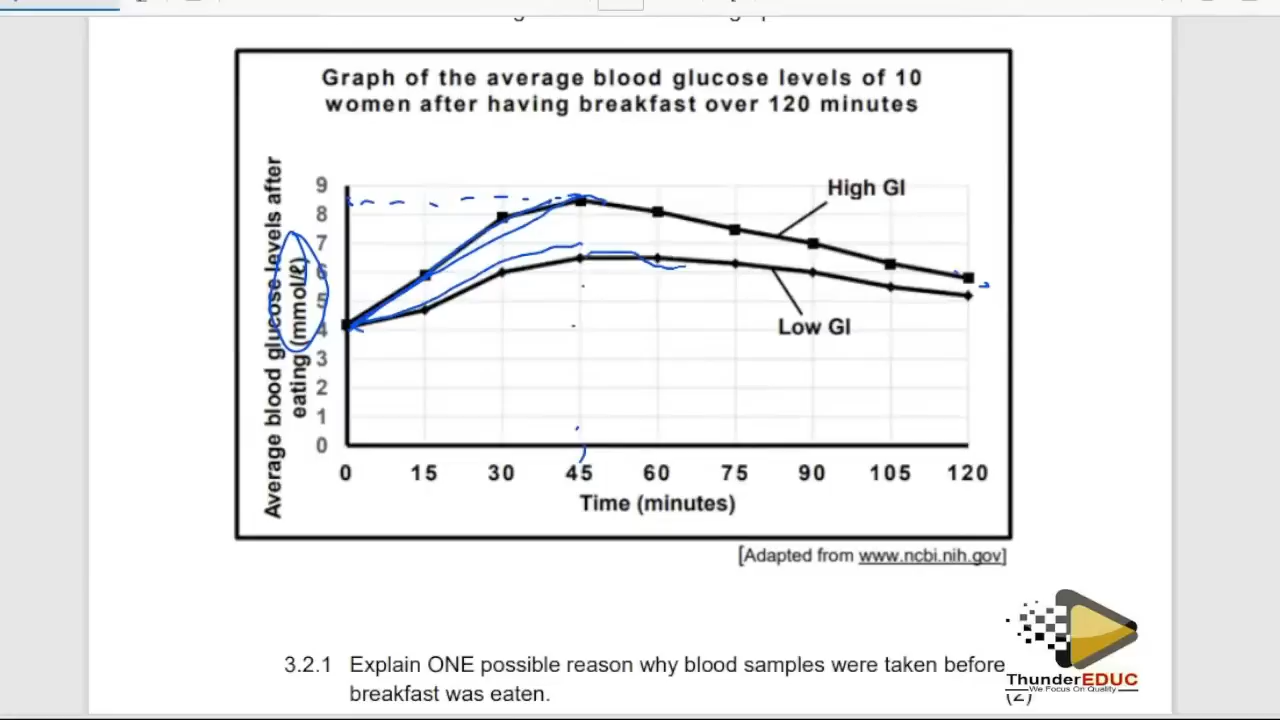 Graph of the average blood glucose levels of 10
women after having breakfast over 120 minutes
Average blood glucose levels after
eating (mmol/ℓ)
9
8
7
6
5
4
3
2
1
0
High GI
Low GI
0 15 30 45 60 75 90 105 120
Time (minutes)
[Adapted from www.ncbi.nih.gov]
3.2.1 Explain ONE possible reason why blood samples were taken before
breakfast was eaten.
(2)
ThunderEDUC
We Focus On Quality